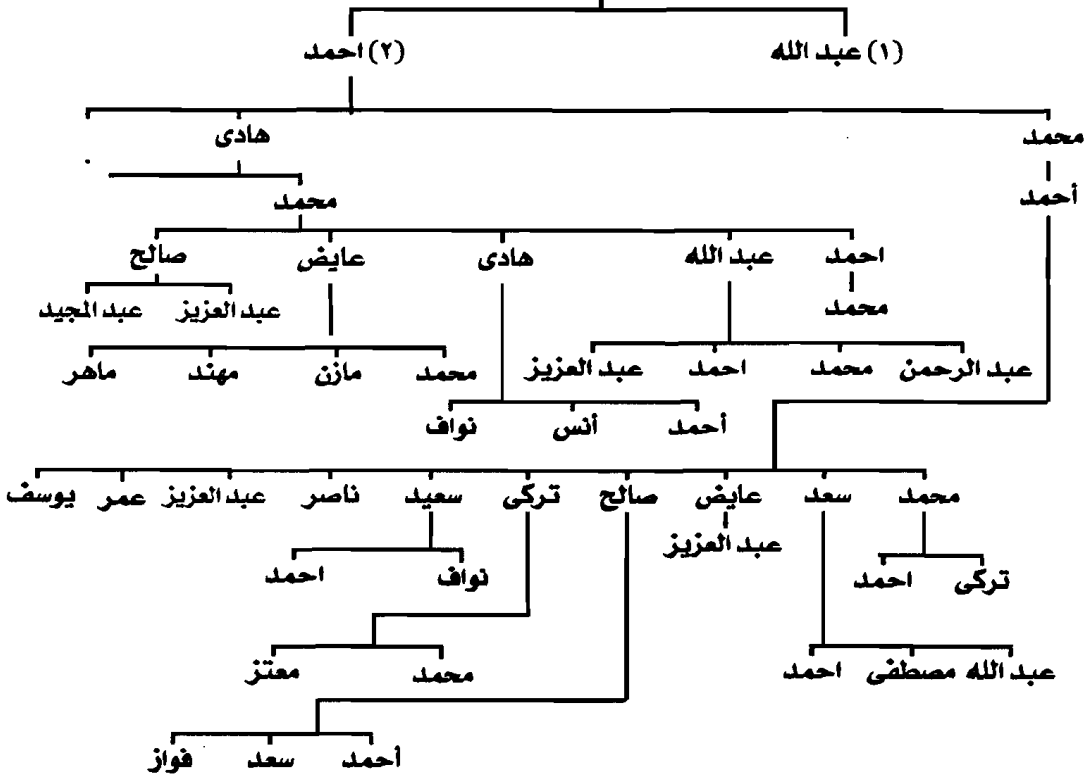 (١) عبد الله (٢) احمد
محمد هادى
أحمد
محمد
احمد عبد الله هادى عايض صالح
محمد عبد العزيز عبد المجيد
عبد الرحمن محمد احمد عبد العزيز محمد مازن مهند ماهر
أحمد أنس نواف
محمد سعد عايض صالح تركى سعيد ناصر عبد العزيز عمر يوسف
عبد العزيز
تركى احمد نواف احمد
عبد الله مصطفى احمد محمد معتز
أحمد سعد فواز